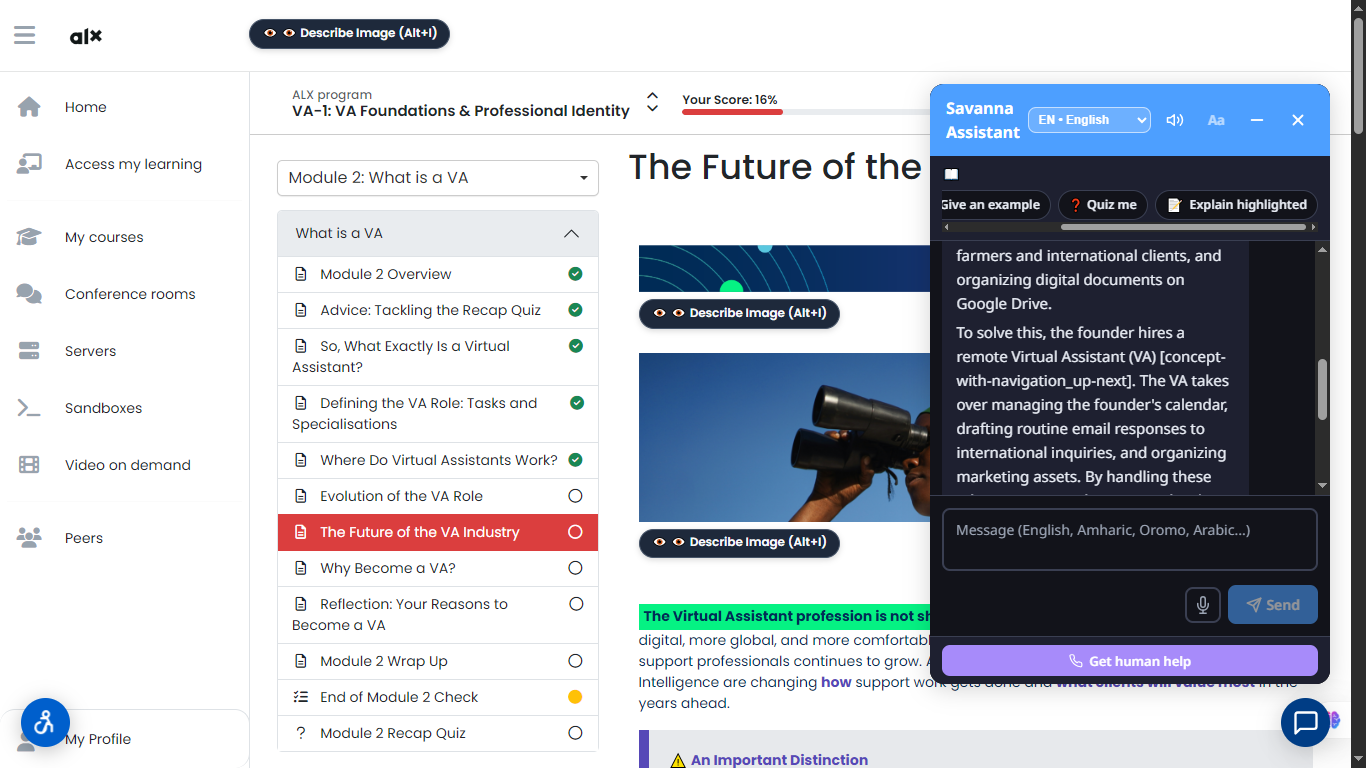 alx
Describe Image (Alt+I)
Home
Access my learning
My courses
Conference rooms
Servers
Sandboxes
Video on demand
Peers
My Profile
ALX program
VA-1: VA Foundations & Professional Identity
Your Score: 16%
Module 2: What is a VA
What is a VA
Module 2 Overview
Advice: Tackling the Recap Quiz
So, What Exactly Is a Virtual
Assistant?
Defining the VA Role: Tasks and
Specialisations
Where Do Virtual Assistants Work?
Evolution of the VA Role
The Future of the VA Industry
Why Become a VA?
Reflection: Your Reasons to
Become a VA
Module 2 Wrap Up
End of Module 2 Check
? Module 2 Recap Quiz
The Future of the
Describe Image (Alt+I)
Describe Image (Alt+I)
The Virtual Assistant profession is not
digital, more global, and more
support professionals continues to grow.
Intelligence are changing how support work gets done and what clients will value most in the
years ahead.
An Important Distinction
Savanna
Assistant
EN • English
Aa
Give an example
Quiz me
Explain highlighted
farmers and international clients, and
organizing digital documents on
Google Drive.
To solve this, the founder hires a
remote Virtual Assistant (VA) [concept-
with-navigation_up-next]. The VA takes
over managing the founder's calendar,
drafting routine email responses to
international inquiries, and organizing
marketing assets. By handling these
Message (English, Amharic, Oromo, Arabic...)
Send
Get human help